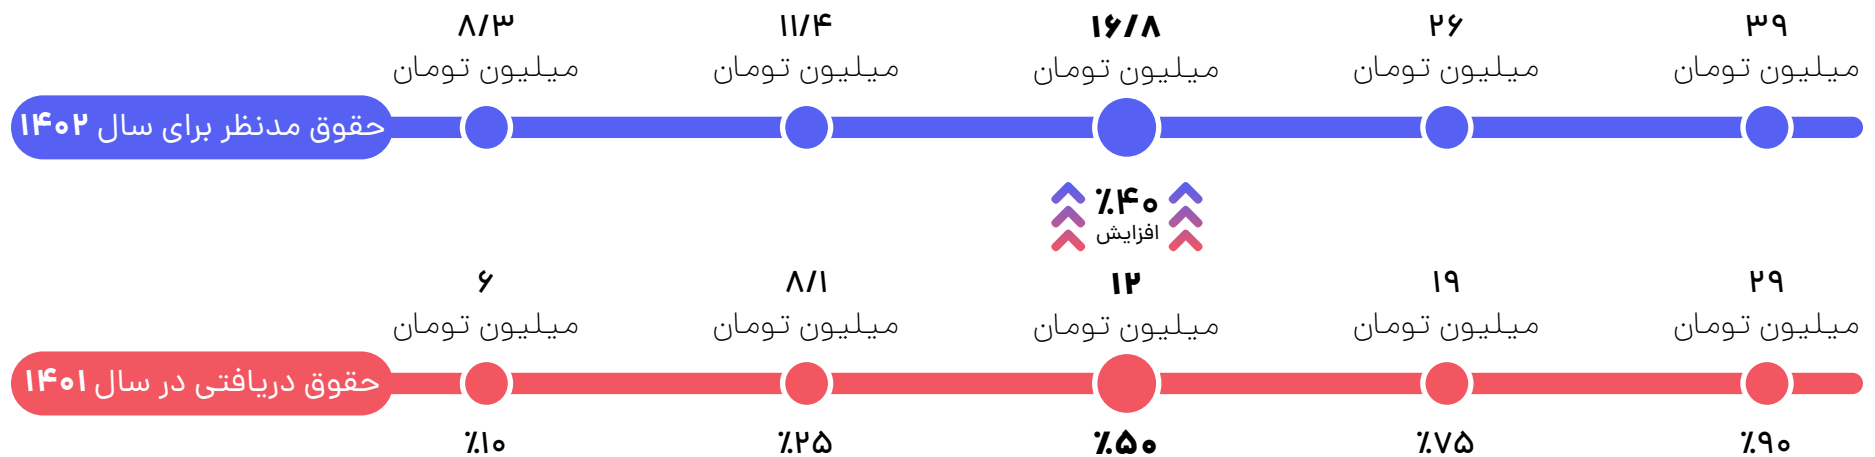 ۸/۳
میلیون تومان
۱۱/۴
میلیون تومان
۱۶/۸
میلیون تومان
۲۶
میلیون تومان
۳۹
میلیون تومان
حقوق مدنظر برای سال ۱۴۰۲
٪۴۰
افزایش
۶
میلیون تومان
۸/۱
میلیون تومان
۱۲
میلیون تومان
۱۹
میلیون تومان
۲۹
میلیون تومان
حقوق دریافتی در سال ۱۴۰۱
٪۱۰
٪۲۵
٪۵۰
٪۷۵
٪۹۰